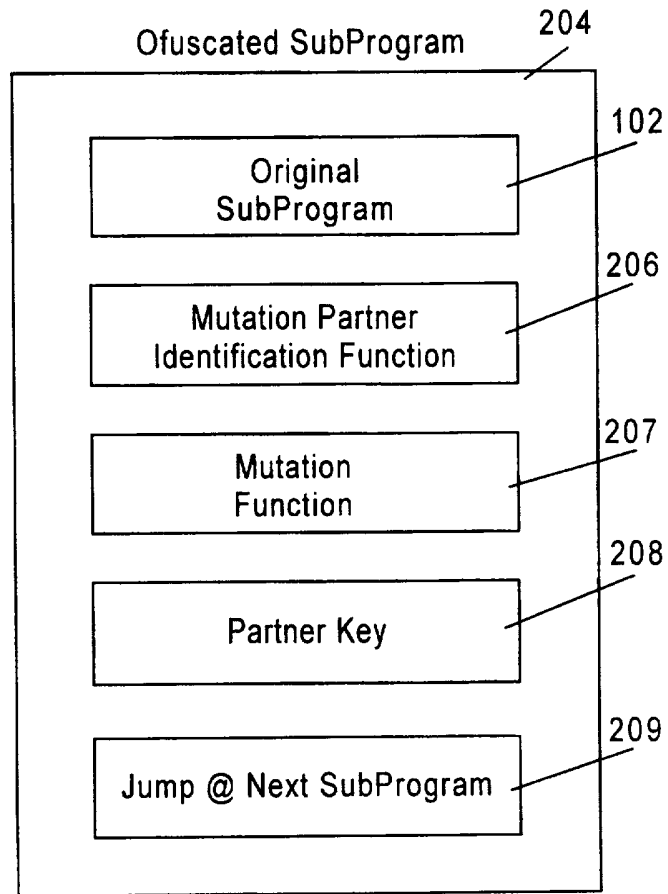 Ofuscated SubProgram
204
102
Original
SubProgram
206
Mutation Partner
Identification Function
207
Mutation
Function
208
Partner Key
209
Jump @ Next SubProgram